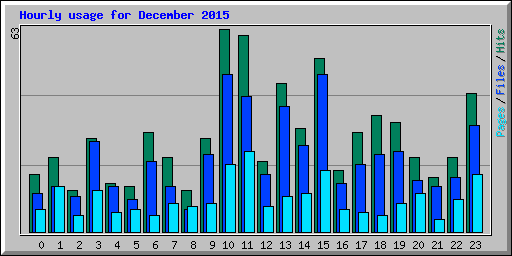 Hourly usage for December 2015
63
Pages/Files/Hits
0 1 2 3 4 5 6 7 8 9 10 11 12 13 14 15 16 17 18 19 20 21 22 23